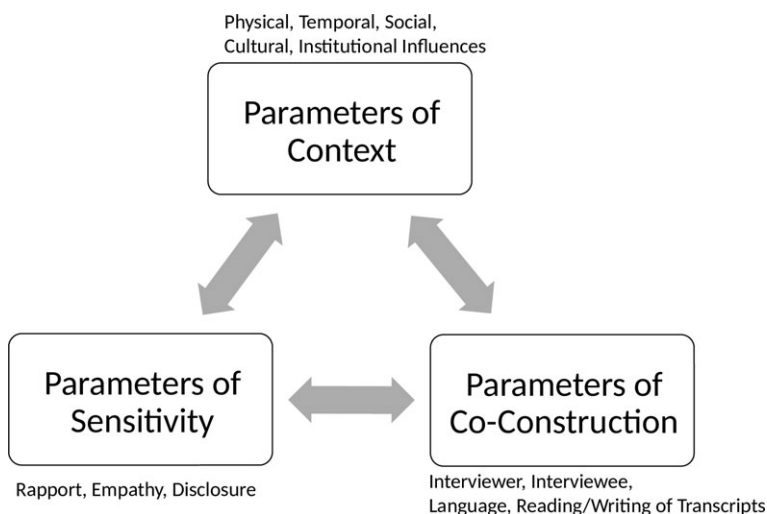 Physical, Temporal, Social,
Cultural, Institutional Influences
Parameters of
Context
Parameters of
Sensitivity
Rapport, Empathy, Disclosure
Parameters of
Co-Construction
Interviewer, Interviewee,
Language, Reading/Writing of Transcripts